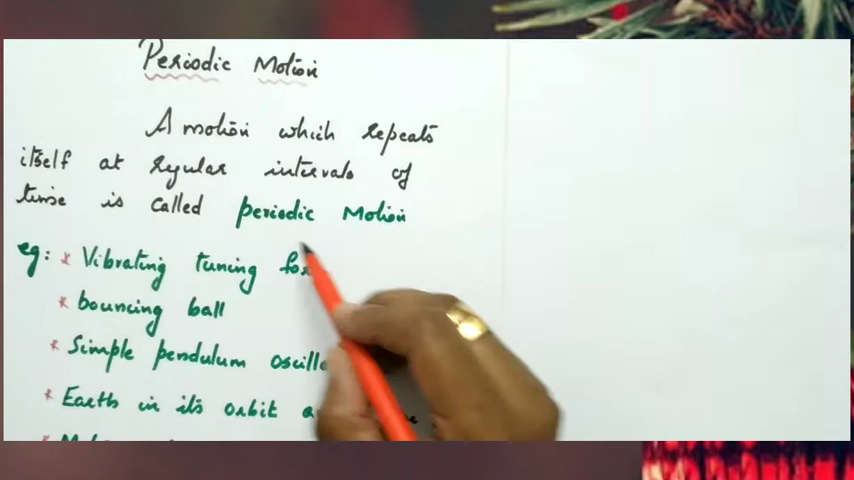 Periodic Motion
A motion which repeats
itself at regular intervals of
time is called periodic Motion
eg: * Vibrating tuning
* bouncing ball
* Simple pendulum
* Earth in its orbit